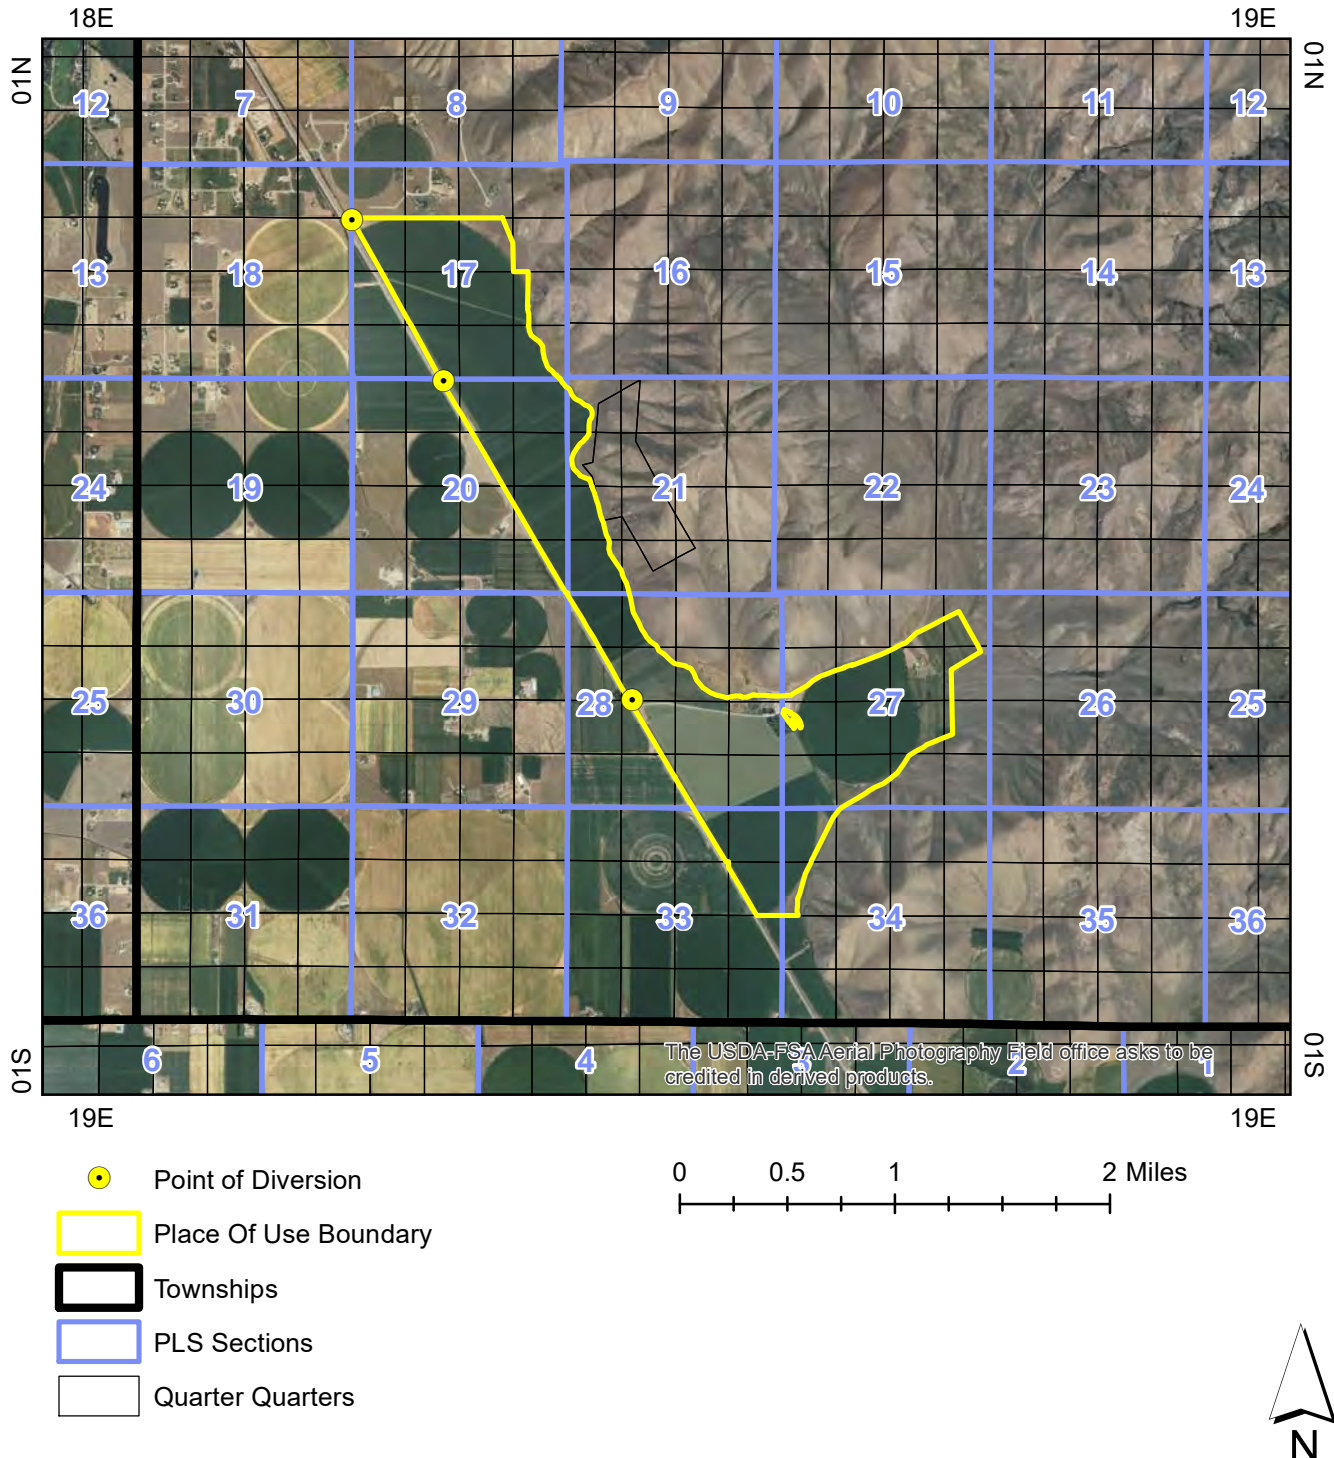 18E 19E
01N 01N
12 7 8 9 10 11 12
13 18 17 16 15 14 13
24 19 20 21 22 23 24
25 30 29 28 27 26 25
36 31 32 33 34 35 36
6 5 4 3 2 1
The USDA-FSA Aerial Photography Field office asks to be
credited in derived products.
01S 01S
19E 19E
Point of Diversion
Place Of Use Boundary
Townships
PLS Sections
Quarter Quarters
0 0.5 1 2 Miles
N